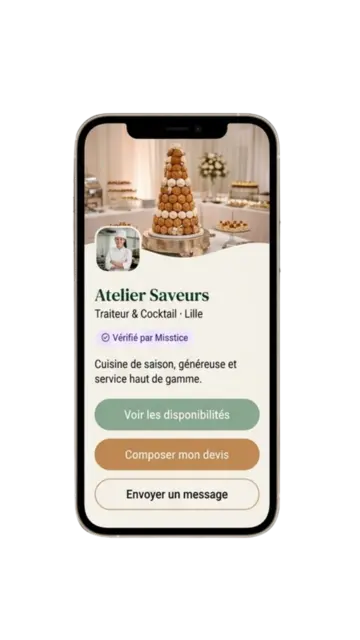 Atelier Saveurs
Traiteur & Cocktail · Lille
Vérifié par Misstice
Cuisine de saison, généreuse et
service haut de gamme.
Voir les disponibilités
Composer mon devis
Envoyer un message